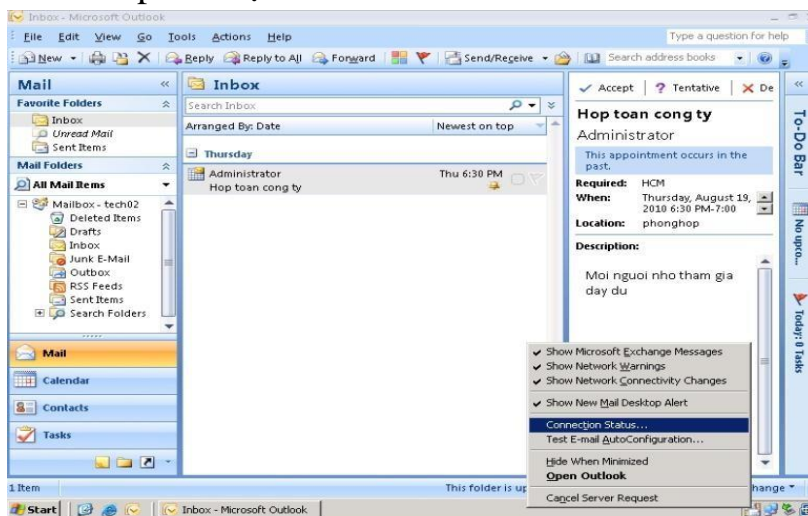 Inbox - Microsoft Outlook
File Edit View Go Tools Actions Help
Type a question for help
New Reply Reply to All Forward Send/Receive Search address books
Mail
Favorite Folders
Inbox
Unread Mail
Sent Items
Mail Folders
All Mail Items
Mailbox - tech02
Deleted Items
Drafts
Inbox
Junk E-Mail
Outbox
RSS Feeds
Sent Items
Search Folders
Mail
Calendar
Contacts
Tasks
Inbox
Search Inbox
Arranged By: Date Newest on top
Thursday
Administrator Thu 6:30 PM
Hop toan cong ty
Accept ? Tentative De
Hop toan cong ty
Administrator
This appointment occurs in the
past.
Required: HCM
When: Thursday, August 19,
2010 6:30 PM-7:00
Location: phonghop
Description:
Moi nguoi nho tham gia
day du
To-Do Bar
No upco...
Today: 0 Tasks
Show Microsoft Exchange Messages
Show Network Warnings
Show Network Connectivity Changes
Show New Mail Desktop Alert
Connection Status...
Test E-mail AutoConfiguration...
Hide When Minimized
Open Outlook
Cancel Server Request
1 Item This folder is up hange
Start Inbox - Microsoft Outlook